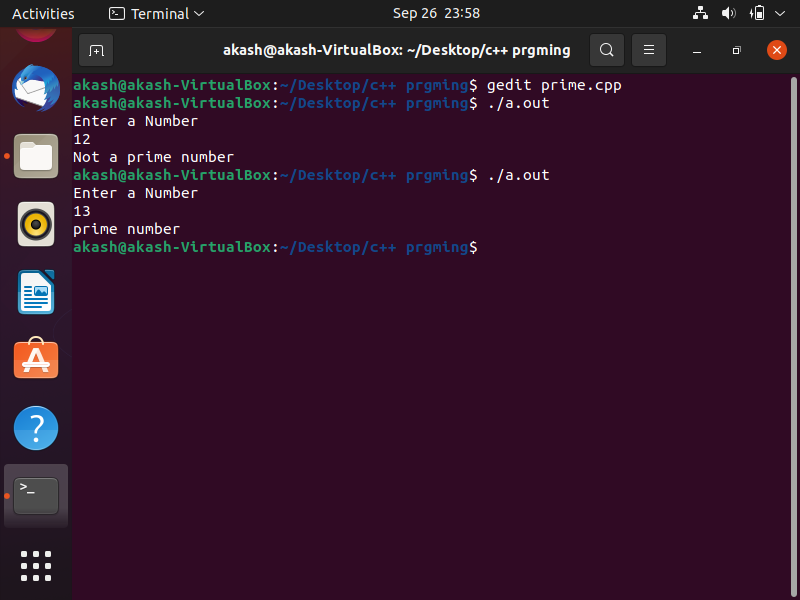 Activities
Terminal
Sep 26 23:58
akash@akash-VirtualBox: ~/Desktop/c++ prgming
akash@akash-VirtualBox:~/Desktop/c++ prgming$ gedit prime.cpp
akash@akash-VirtualBox:~/Desktop/c++ prgming$ ./a.out
Enter a Number
12
Not a prime number
akash@akash-VirtualBox:~/Desktop/c++ prgming$ ./a.out
Enter a Number
13
prime number
akash@akash-VirtualBox:~/Desktop/c++ prgming$